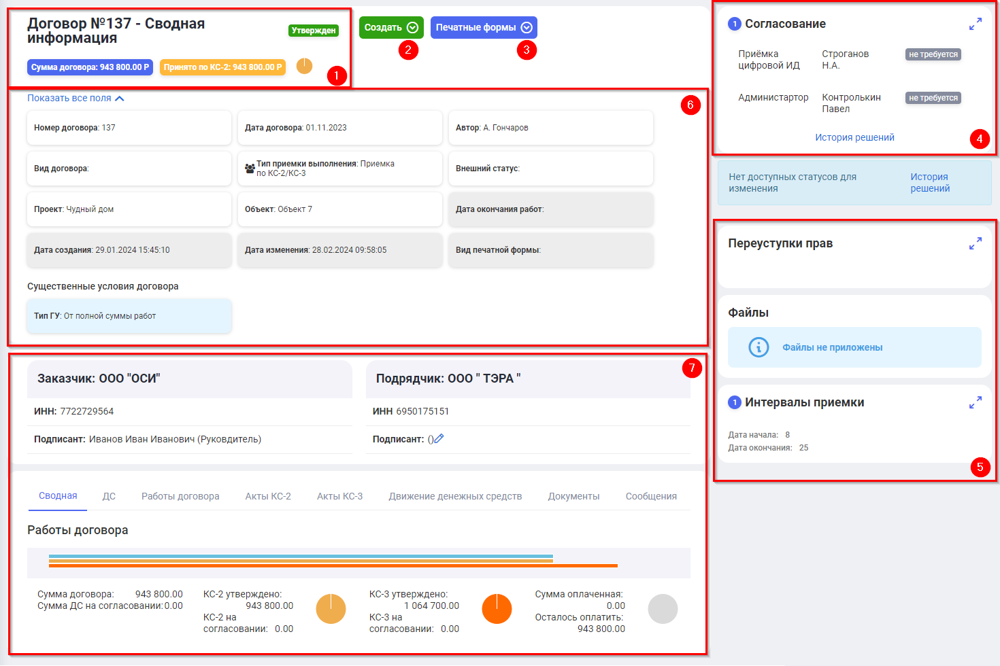 Договор №137 - Сводная
информация
Утвержден
Сумма договора: 943 800.00 Р
Принято по КС-2: 943 800.00 Р
1
Создать
2
Печатные формы
3
Показать все поля
6
Номер договора: 137
Дата договора: 01.11.2023
Автор: А. Гончаров
Вид договора:
Тип приемки выполнения: Приемка
по КС-2/КС-3
Внешний статус:
Проект: Чудный дом
Объект: Объект 7
Дата окончания работ:
Дата создания: 29.01.2024 15:45:10
Дата изменения: 28.02.2024 09:58:05
Вид печатной формы:
Существенные условия договора
Тип ГУ: От полной суммы работ
7
Заказчик: ООО "ОСИ"
ИНН: 7722729564
Подписант: Иванов Иван Иванович (Руковдитель)
Подрядчик: ООО " ТЭРА "
ИНН 6950175151
Подписант: ()
Сводная
ДС
Работы договора
Акты КС-2
Акты КС-3
Движение денежных средств
Документы
Сообщения
Работы договора
Сумма договора: 943 800.00
Сумма ДС на согласовании: 0.00
КС-2 утверждено:
943 800.00
КС-2 на
согласовании: 0.00
КС-3 утверждено:
1 064 700.00
КС-3 на
согласовании: 0.00
Сумма оплаченная:
0.00
Осталось оплатить:
943 800.00
1 Согласование
Приёмка
цифровой ИД
Строганов
Н.А.
не требуется
Администартор
Контролькин
Павел
не требуется
История решений
4
Нет доступных статусов для
изменения
История
решений
Переуступки прав
Файлы
Файлы не приложены
1 Интервалы приемки
Дата начала: 8
Дата окончания: 25
5